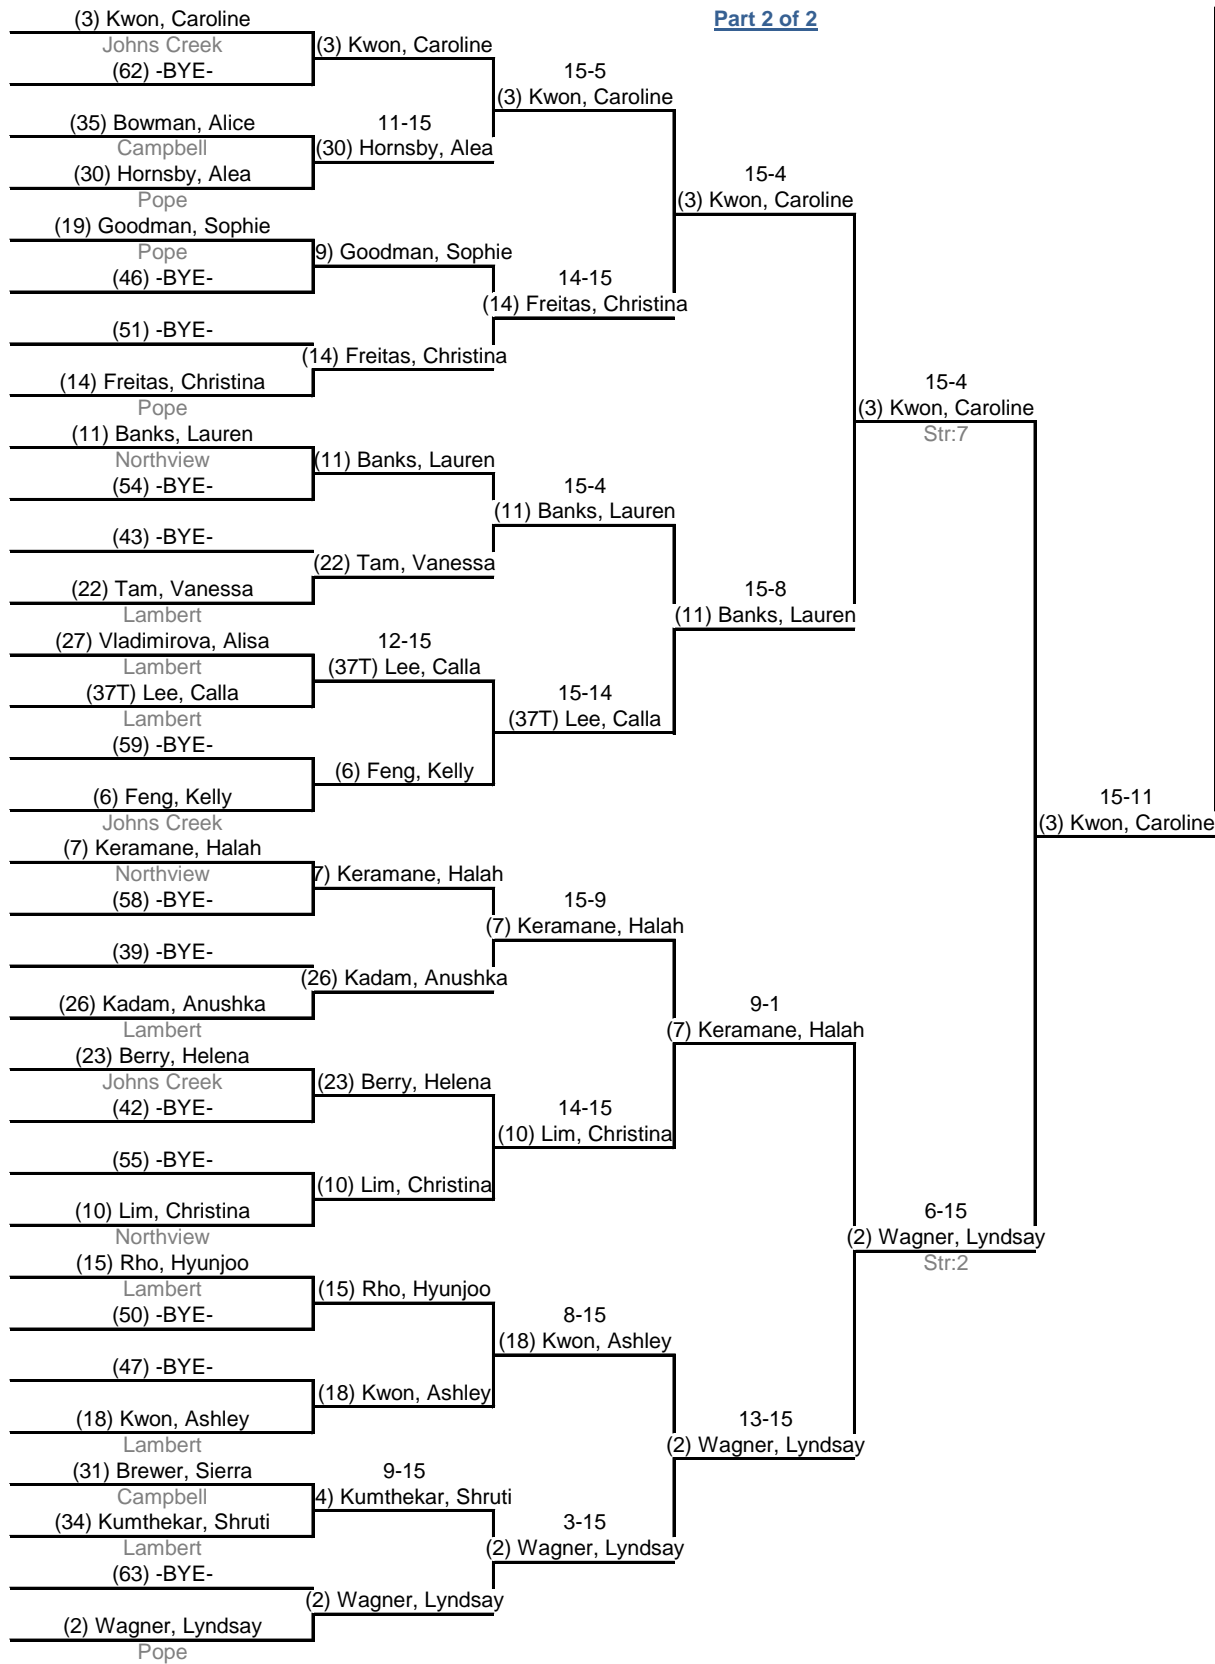 Part 2 of 2
(3) Kwon, Caroline
Johns Creek
(62) -BYE-
(35) Bowman, Alice
Campbell
(30) Hornsby, Alea
Pope
(19) Goodman, Sophie
Pope
(46) -BYE-
(51) -BYE-
(14) Freitas, Christina
Pope
(11) Banks, Lauren
Northview
(54) -BYE-
(43) -BYE-
(22) Tam, Vanessa
Lambert
(27) Vladimirova, Alisa
Lambert
(37T) Lee, Calla
Lambert
(59) -BYE-
(6) Feng, Kelly
Johns Creek
(7) Keramane, Halah
Northview
(58) -BYE-
(39) -BYE-
(26) Kadam, Anushka
Lambert
(23) Berry, Helena
Johns Creek
(42) -BYE-
(55) -BYE-
(10) Lim, Christina
Northview
(15) Rho, Hyunjoo
Lambert
(50) -BYE-
(47) -BYE-
(18) Kwon, Ashley
Lambert
(31) Brewer, Sierra
Campbell
(34) Kumthekar, Shruti
Lambert
(63) -BYE-
(2) Wagner, Lyndsay
Pope
(3) Kwon, Caroline
11-15
(30) Hornsby, Alea
9) Goodman, Sophie
(14) Freitas, Christina
(11) Banks, Lauren
(22) Tam, Vanessa
12-15
(37T) Lee, Calla
(6) Feng, Kelly
7) Keramane, Halah
(26) Kadam, Anushka
(23) Berry, Helena
(10) Lim, Christina
(15) Rho, Hyunjoo
(18) Kwon, Ashley
9-15
4) Kumthekar, Shruti
(2) Wagner, Lyndsay
15-5
(3) Kwon, Caroline
14-15
(14) Freitas, Christina
15-4
(11) Banks, Lauren
15-14
(37T) Lee, Calla
15-9
(7) Keramane, Halah
14-15
(10) Lim, Christina
8-15
(18) Kwon, Ashley
3-15
(2) Wagner, Lyndsay
15-4
(3) Kwon, Caroline
15-8
(11) Banks, Lauren
9-1
(7) Keramane, Halah
13-15
(2) Wagner, Lyndsay
15-4
(3) Kwon, Caroline
Str:7
6-15
(2) Wagner, Lyndsay
Str:2
15-11
(3) Kwon, Caroline